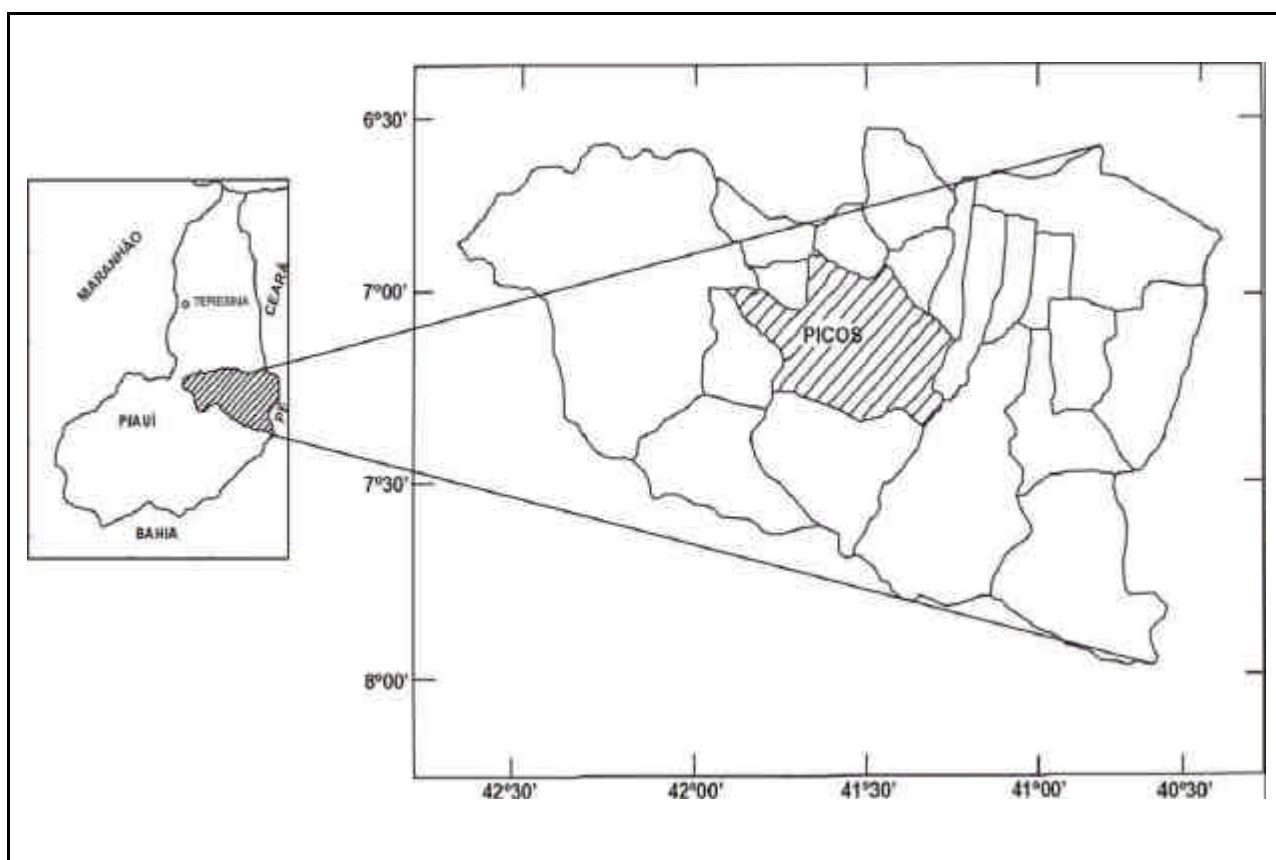 MARANHÃO
TERESINA
CEARÁ
PIAUÍ
PE
BAHIA
6°30'
7°00'
7°30'
8°00'
PICOS
42°30'
42°00'
41°30'
41°00'
40°30'